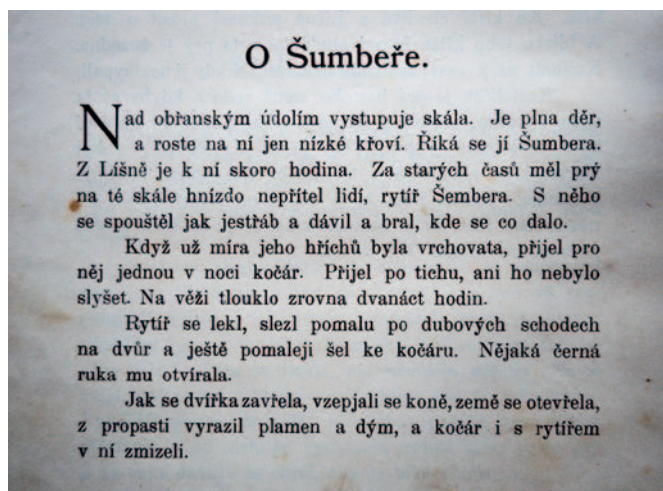 O Šumbeře.
Nad obřanským údolím vystupuje skála. Je plna děr,
a roste na ní jen nízké křoví. Říká se jí Šumbera.
Z Líšně je k ní skoro hodina. Za starých časů měl prý
na té skále hnízdo nepřítel lidí, rytíř Šembera. S něho
se spouštěl jak jestřáb a dávil a bral, kde se co dalo.
Když už míra jeho hříchů byla vrchovata, přijel pro
něj jednou v noci kočár. Přijel po tichu, ani ho nebylo
slyšet. Na věži tlouklo zrovna dvanáct hodin.
Rytíř se lekl, slezl pomalu po dubových schodech
na dvůr a ještě pomaleji šel ke kočáru. Nějaká černá
ruka mu otvírala.
Jak se dvířka zavřela, vzepjali se koně, země se otevřela,
z propasti vyrazil plamen a dým, a kočár i s rytířem
v ní zmizeli.